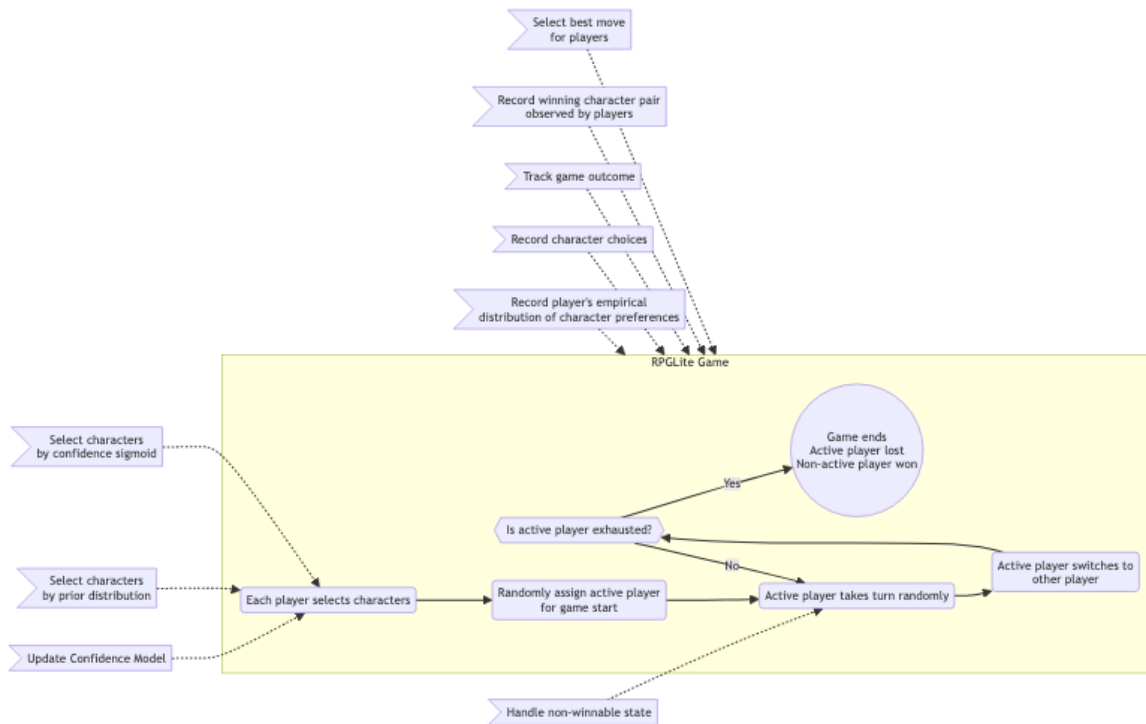 Select best move
for players
Record winning character pair
observed by players
Track game outcome
Record character choices
Record player's empirical
distribution of character preferences
RPGLite Game
Select characters
by confidence sigmoid
Game ends
Active player lost
Non-active player won
Yes
Is active player exhausted?
No
Active player switches to
other player
Select characters
by prior distribution
Each player selects characters
Randomly assign active player
for game start
Active player takes turn randomly
Update Confidence Model
Handle non-winnable state